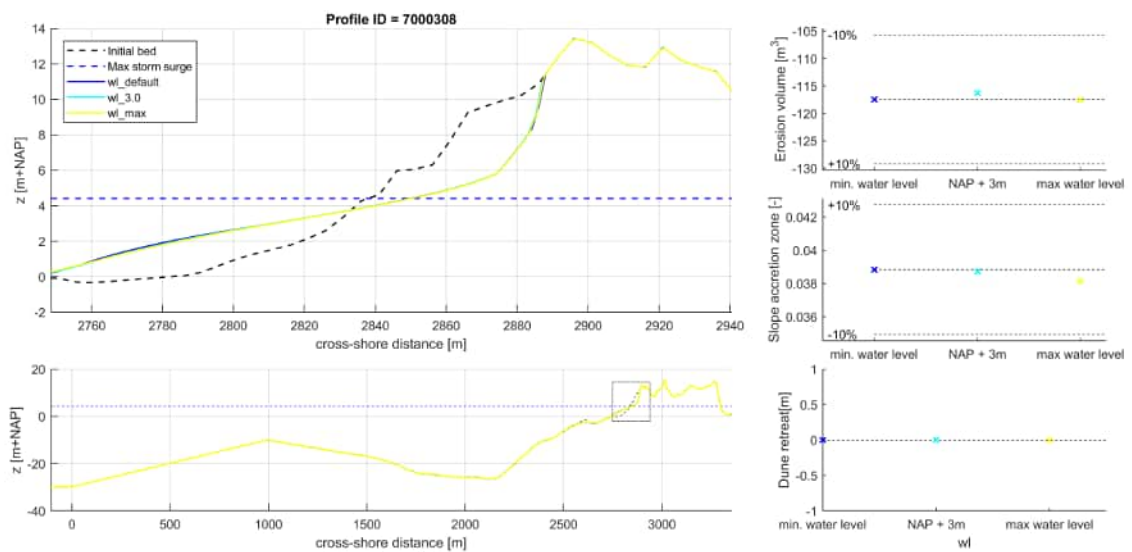 Profile ID = 7000308
14
12
10
8
6
4
2
0
-2
z [m+NAP]
Initial bed
Max storm surge
wl_default
wl_3.0
wl_max
2760 2780 2800 2820 2840 2860 2880 2900 2920 2940
cross-shore distance [m]
20
0
-20
-40
z [m+NAP]
0 500 1000 1500 2000 2500 3000
cross-shore distance [m]
-105
-110
-115
-120
-125
-130
Erosion volume [m³]
-10%
+10%
min. water level NAP + 3m max water level
0.042
0.04
0.038
0.036
Slope accretion zone [-]
+10%
-10%
min. water level NAP + 3m max water level
1
0.5
0
-0.5
-1
Dune retreat[m]
min. water level NAP + 3m max water level
wl